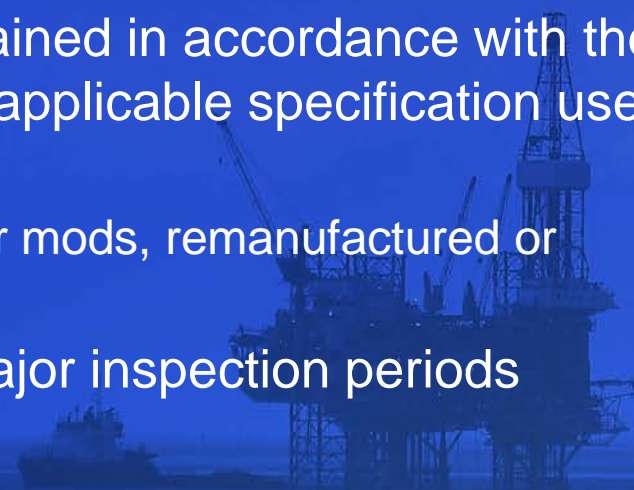 ained in accordance with the
applicable specification use
r mods, remanufactured or
ajor inspection periods